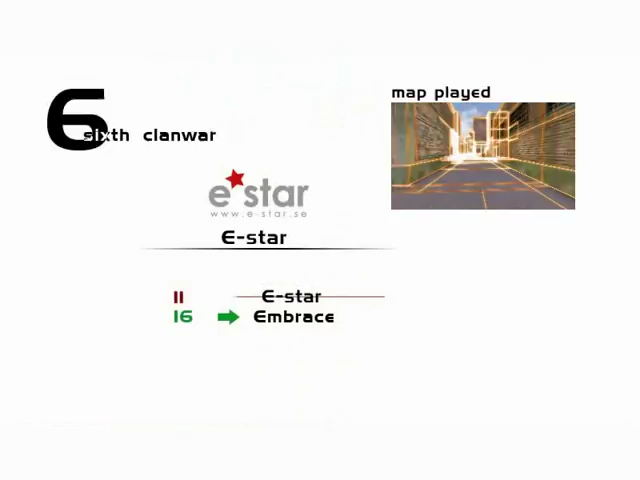 6
sixth clanwar
map played
e*star
www.e-star.se
E-star
11 E-star
16 Embrace